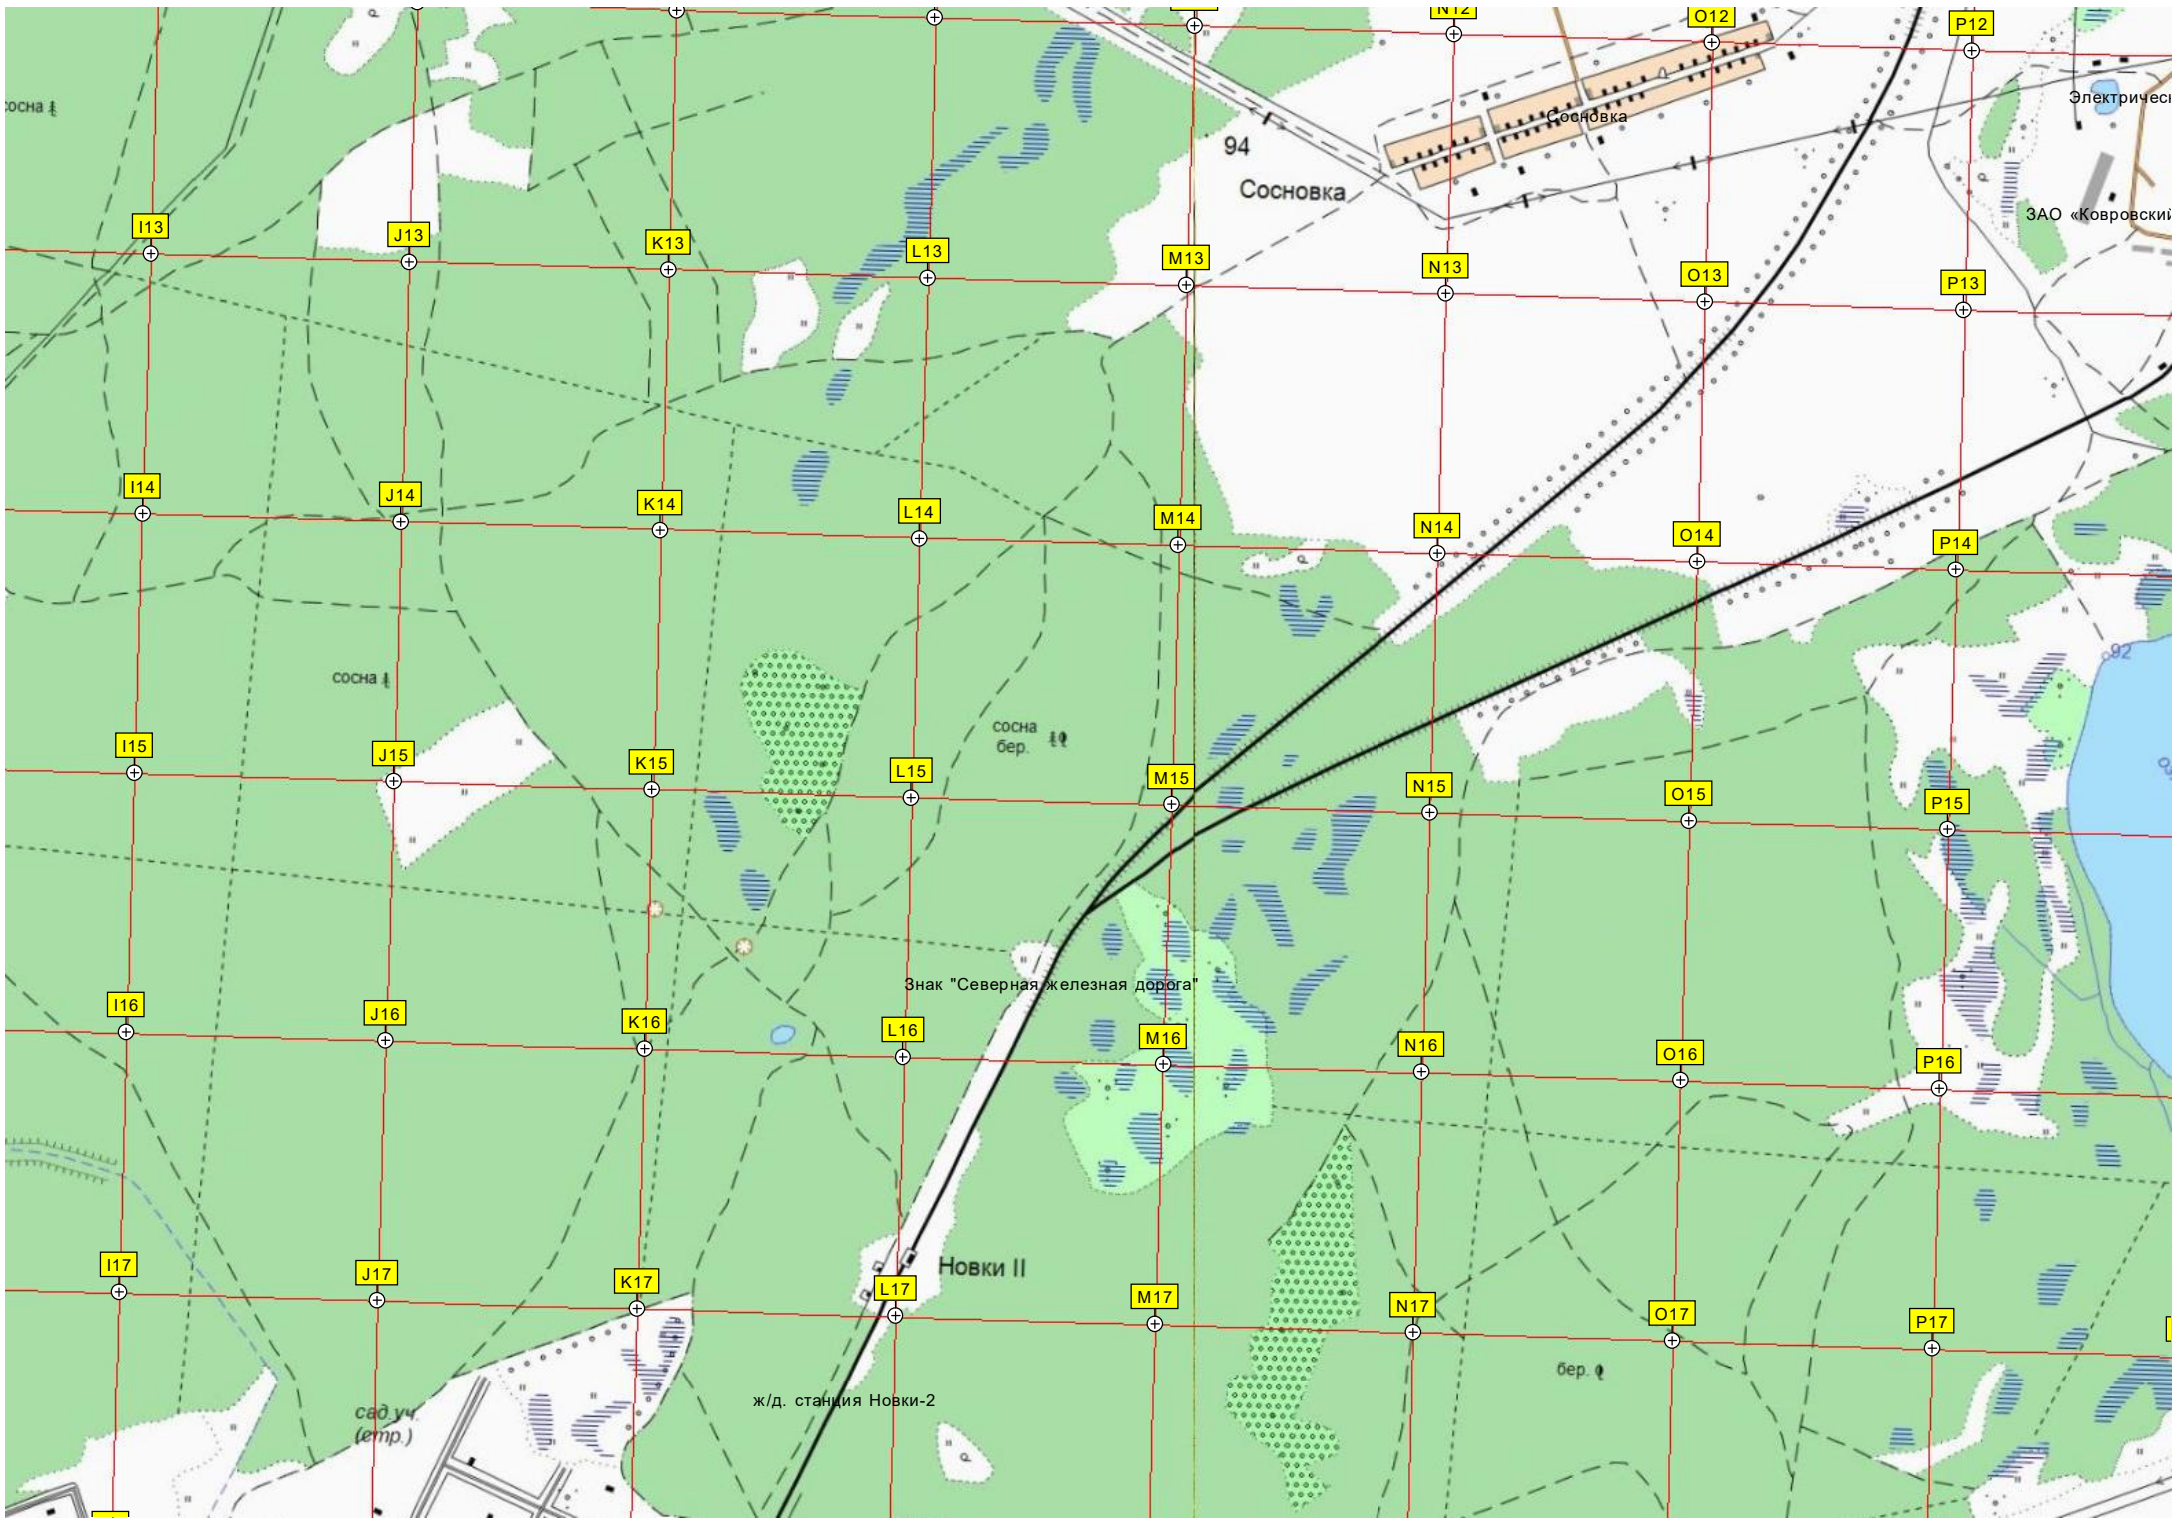 N12
O12
P12
сосна
Электричес
Сосновка
94
Сосновка
ЗАО «Ковровский
I13
J13
K13
L13
M13
N13
O13
P13
I14
J14
K14
L14
M14
N14
O14
P14
92
сосна
сосна
бер.
I15
J15
K15
L15
M15
N15
O15
P15
Знак "Северная железная дорога"
I16
J16
K16
L16
M16
N16
O16
P16
Новки II
I17
J17
K17
L17
M17
N17
O17
P17
бер.
ж/д. станция Новки-2
сад.уч.
(стр.)